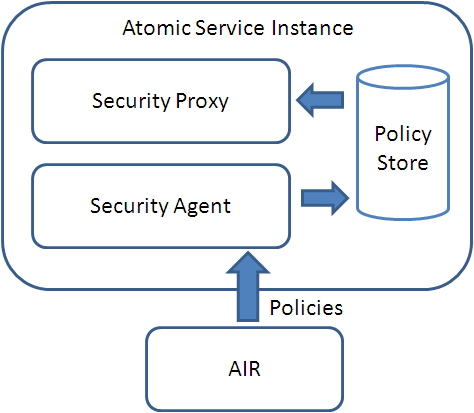 Atomic Service Instance
Security Proxy
Policy
Store
Security Agent
Policies
AIR